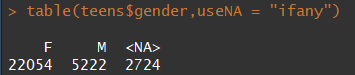 > table(teens$gender,useNA = "ifany")
F M <NA>
22054 5222 2724